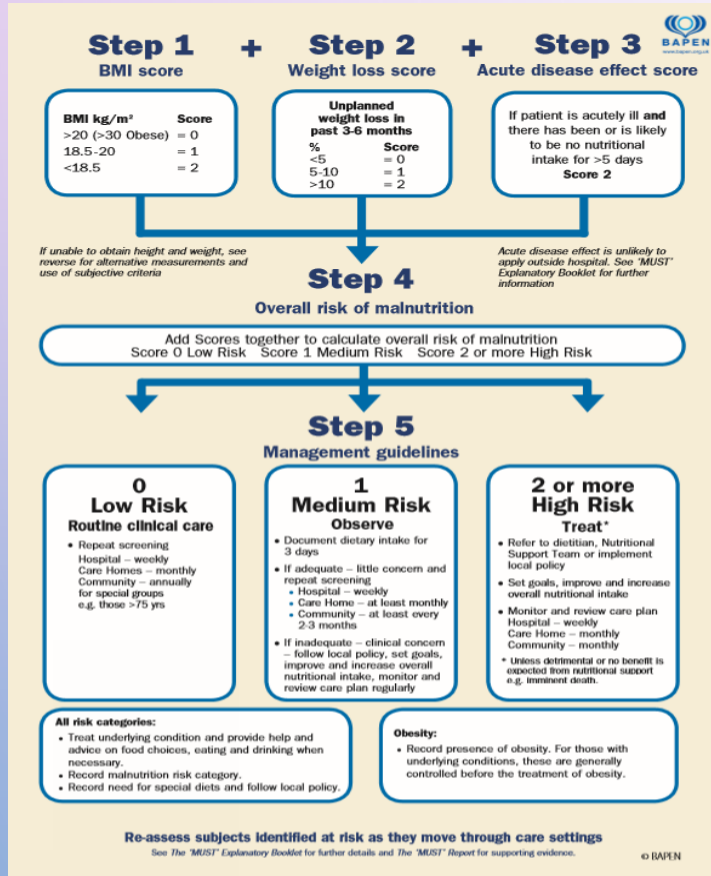 Step 1 + Step 2 + Step 3
BAPEN
www.bapen.org.uk
BMI score
Weight loss score
Acute disease effect score
BMI kg/m² Score
>20 (>30 Obese) = 0
18.5-20 = 1
<18.5 = 2
Unplanned
weight loss in
past 3-6 months
% Score
<5 = 0
5-10 = 1
>10 = 2
If patient is acutely ill and
there has been or is likely
to be no nutritional
intake for >5 days
Score 2
If unable to obtain height and weight, see
reverse for alternative measurements and
use of subjective criteria
Acute disease effect is unlikely to
apply outside hospital. See 'MUST'
Explanatory Booklet for further
information
Step 4
Overall risk of malnutrition
Add Scores together to calculate overall risk of malnutrition
Score 0 Low Risk Score 1 Medium Risk Score 2 or more High Risk
Step 5
Management guidelines
0
Low Risk
Routine clinical care
• Repeat screening
Hospital – weekly
Care Homes – monthly
Community – annually
for special groups
e.g. those >75 yrs
1
Medium Risk
Observe
• Document dietary intake for
3 days
• If adequate – little concern and
repeat screening
• Hospital – weekly
• Care Home – at least monthly
• Community – at least every
2-3 months
• If inadequate – clinical concern
– follow local policy, set goals,
improve and increase overall
nutritional intake, monitor and
review care plan regularly
2 or more
High Risk
Treat*
• Refer to dietitian, Nutritional
Support Team or implement
local policy
• Set goals, improve and increase
overall nutritional intake
• Monitor and review care plan
Hospital – weekly
Care Home – monthly
Community – monthly
* Unless detrimental or no benefit is
expected from nutritional support
e.g. imminent death.
All risk categories:
• Treat underlying condition and provide help and
advice on food choices, eating and drinking when
necessary.
• Record malnutrition risk category.
• Record need for special diets and follow local policy.
Obesity:
• Record presence of obesity. For those with
underlying conditions, these are generally
controlled before the treatment of obesity.
Re-assess subjects identified at risk as they move through care settings
See The 'MUST' Explanatory Booklet for further details and The 'MUST' Report for supporting evidence.
© BAPEN